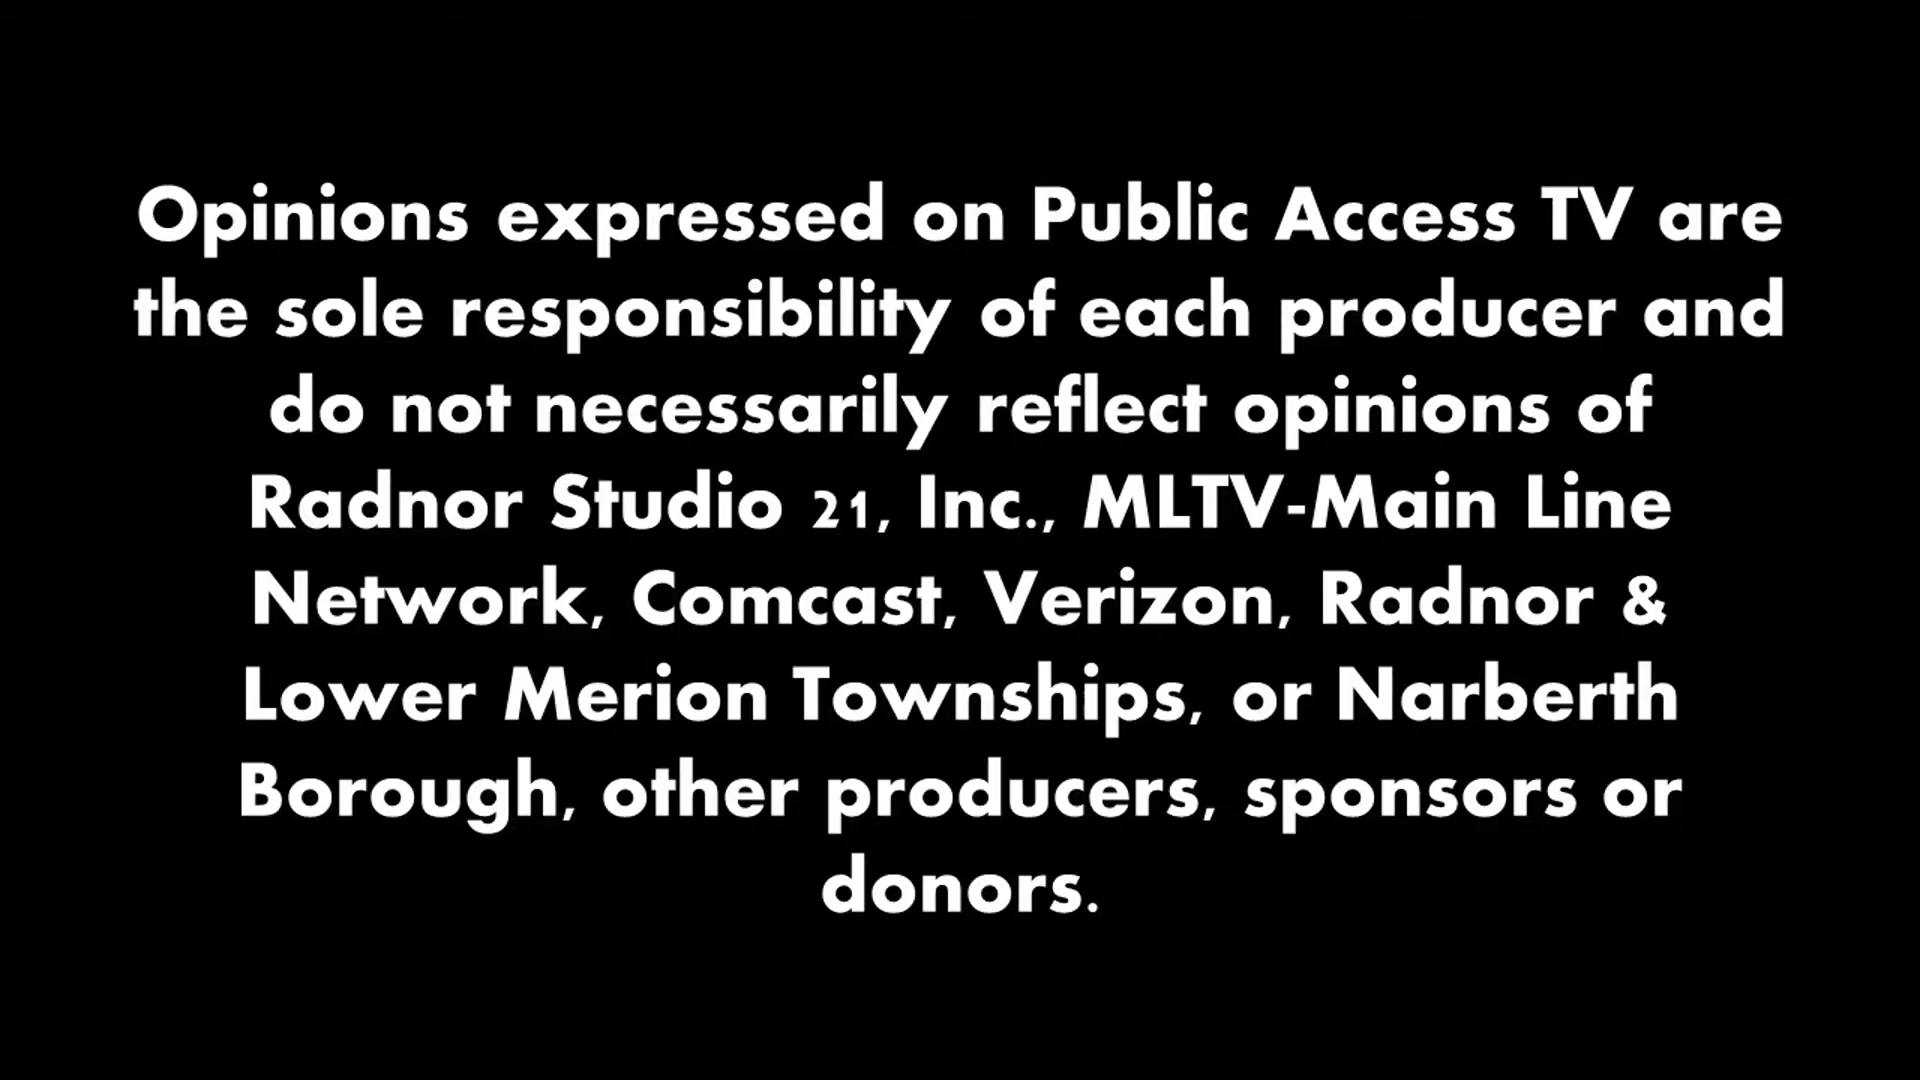 Opinions expressed on Public Access TV are
the sole responsibility of each producer and
do not necessarily reflect opinions of
Radnor Studio 21, Inc., MLTV-Main Line
Network, Comcast, Verizon, Radnor &
Lower Merion Townships, or Narberth
Borough, other producers, sponsors or
donors.